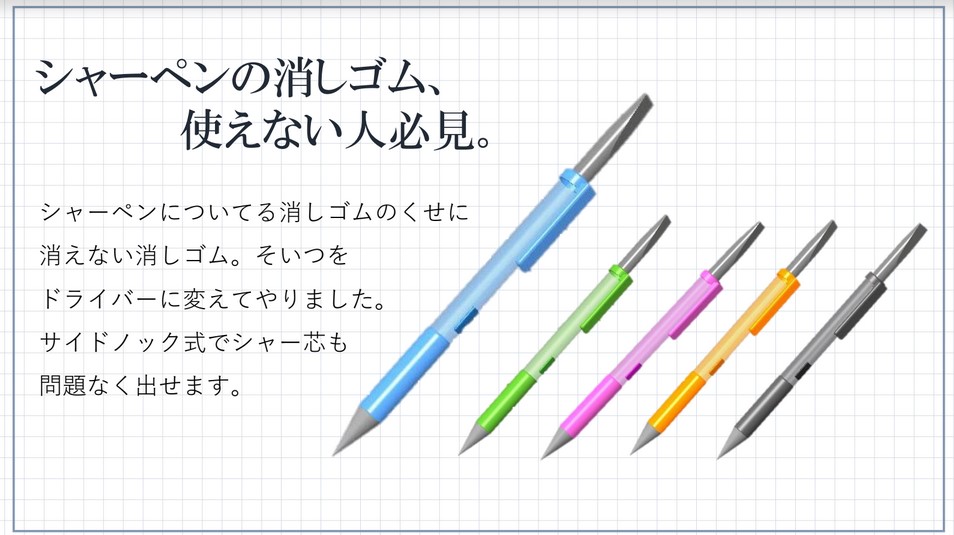 シャーペンの消しゴム、
使えない人必見。
シャーペンについてる消しゴムのくせに
消えない消しゴム。そいつを
ドライバーに変えてやりました。
サイドノック式でシャー芯も
問題なく出せます。